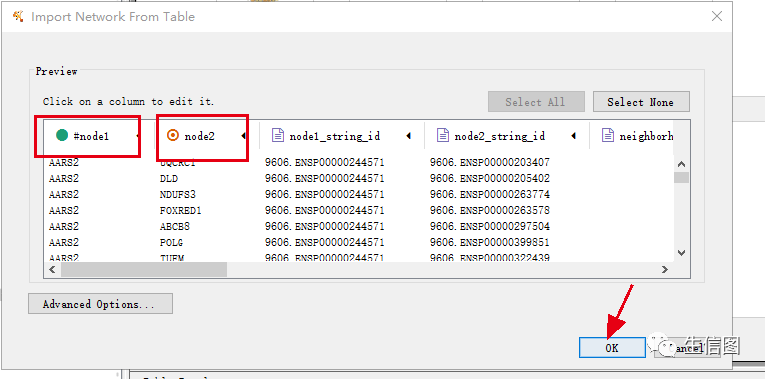 Import Network From Table
Preview
Click on a column to edit it.
Select All
Select None
#node1 node2 node1_string_id node2_string_id neighborh
AARS2 UQCRC1 9606.ENSP00000244571 9606.ENSP00000203407
AARS2 DLD 9606.ENSP00000244571 9606.ENSP00000205402
AARS2 NDUFS3 9606.ENSP00000244571 9606.ENSP00000263774
AARS2 FOXRED1 9606.ENSP00000244571 9606.ENSP00000263578
AARS2 ABCB8 9606.ENSP00000244571 9606.ENSP00000297504
AARS2 POLG 9606.ENSP00000244571 9606.ENSP00000399851
AARS2 TUFM 9606.ENSP00000244571 9606.ENSP00000322439
Advanced Options...
OK
Cancel
生信图